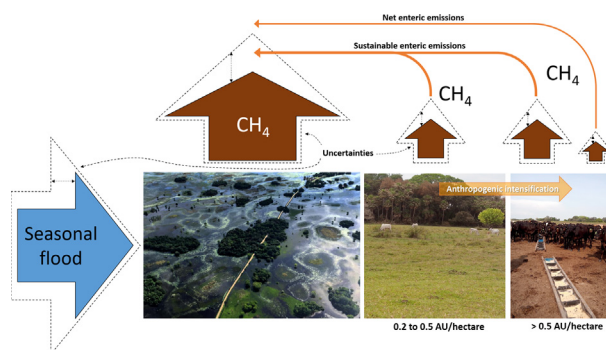 Net enteric emissions
Sustainable enteric emissions
CH4
CH4
CH4
Uncertainties
Anthropogenic intensification
Seasonal
flood
0.2 to 0.5 AU/hectare
> 0.5 AU/hectare